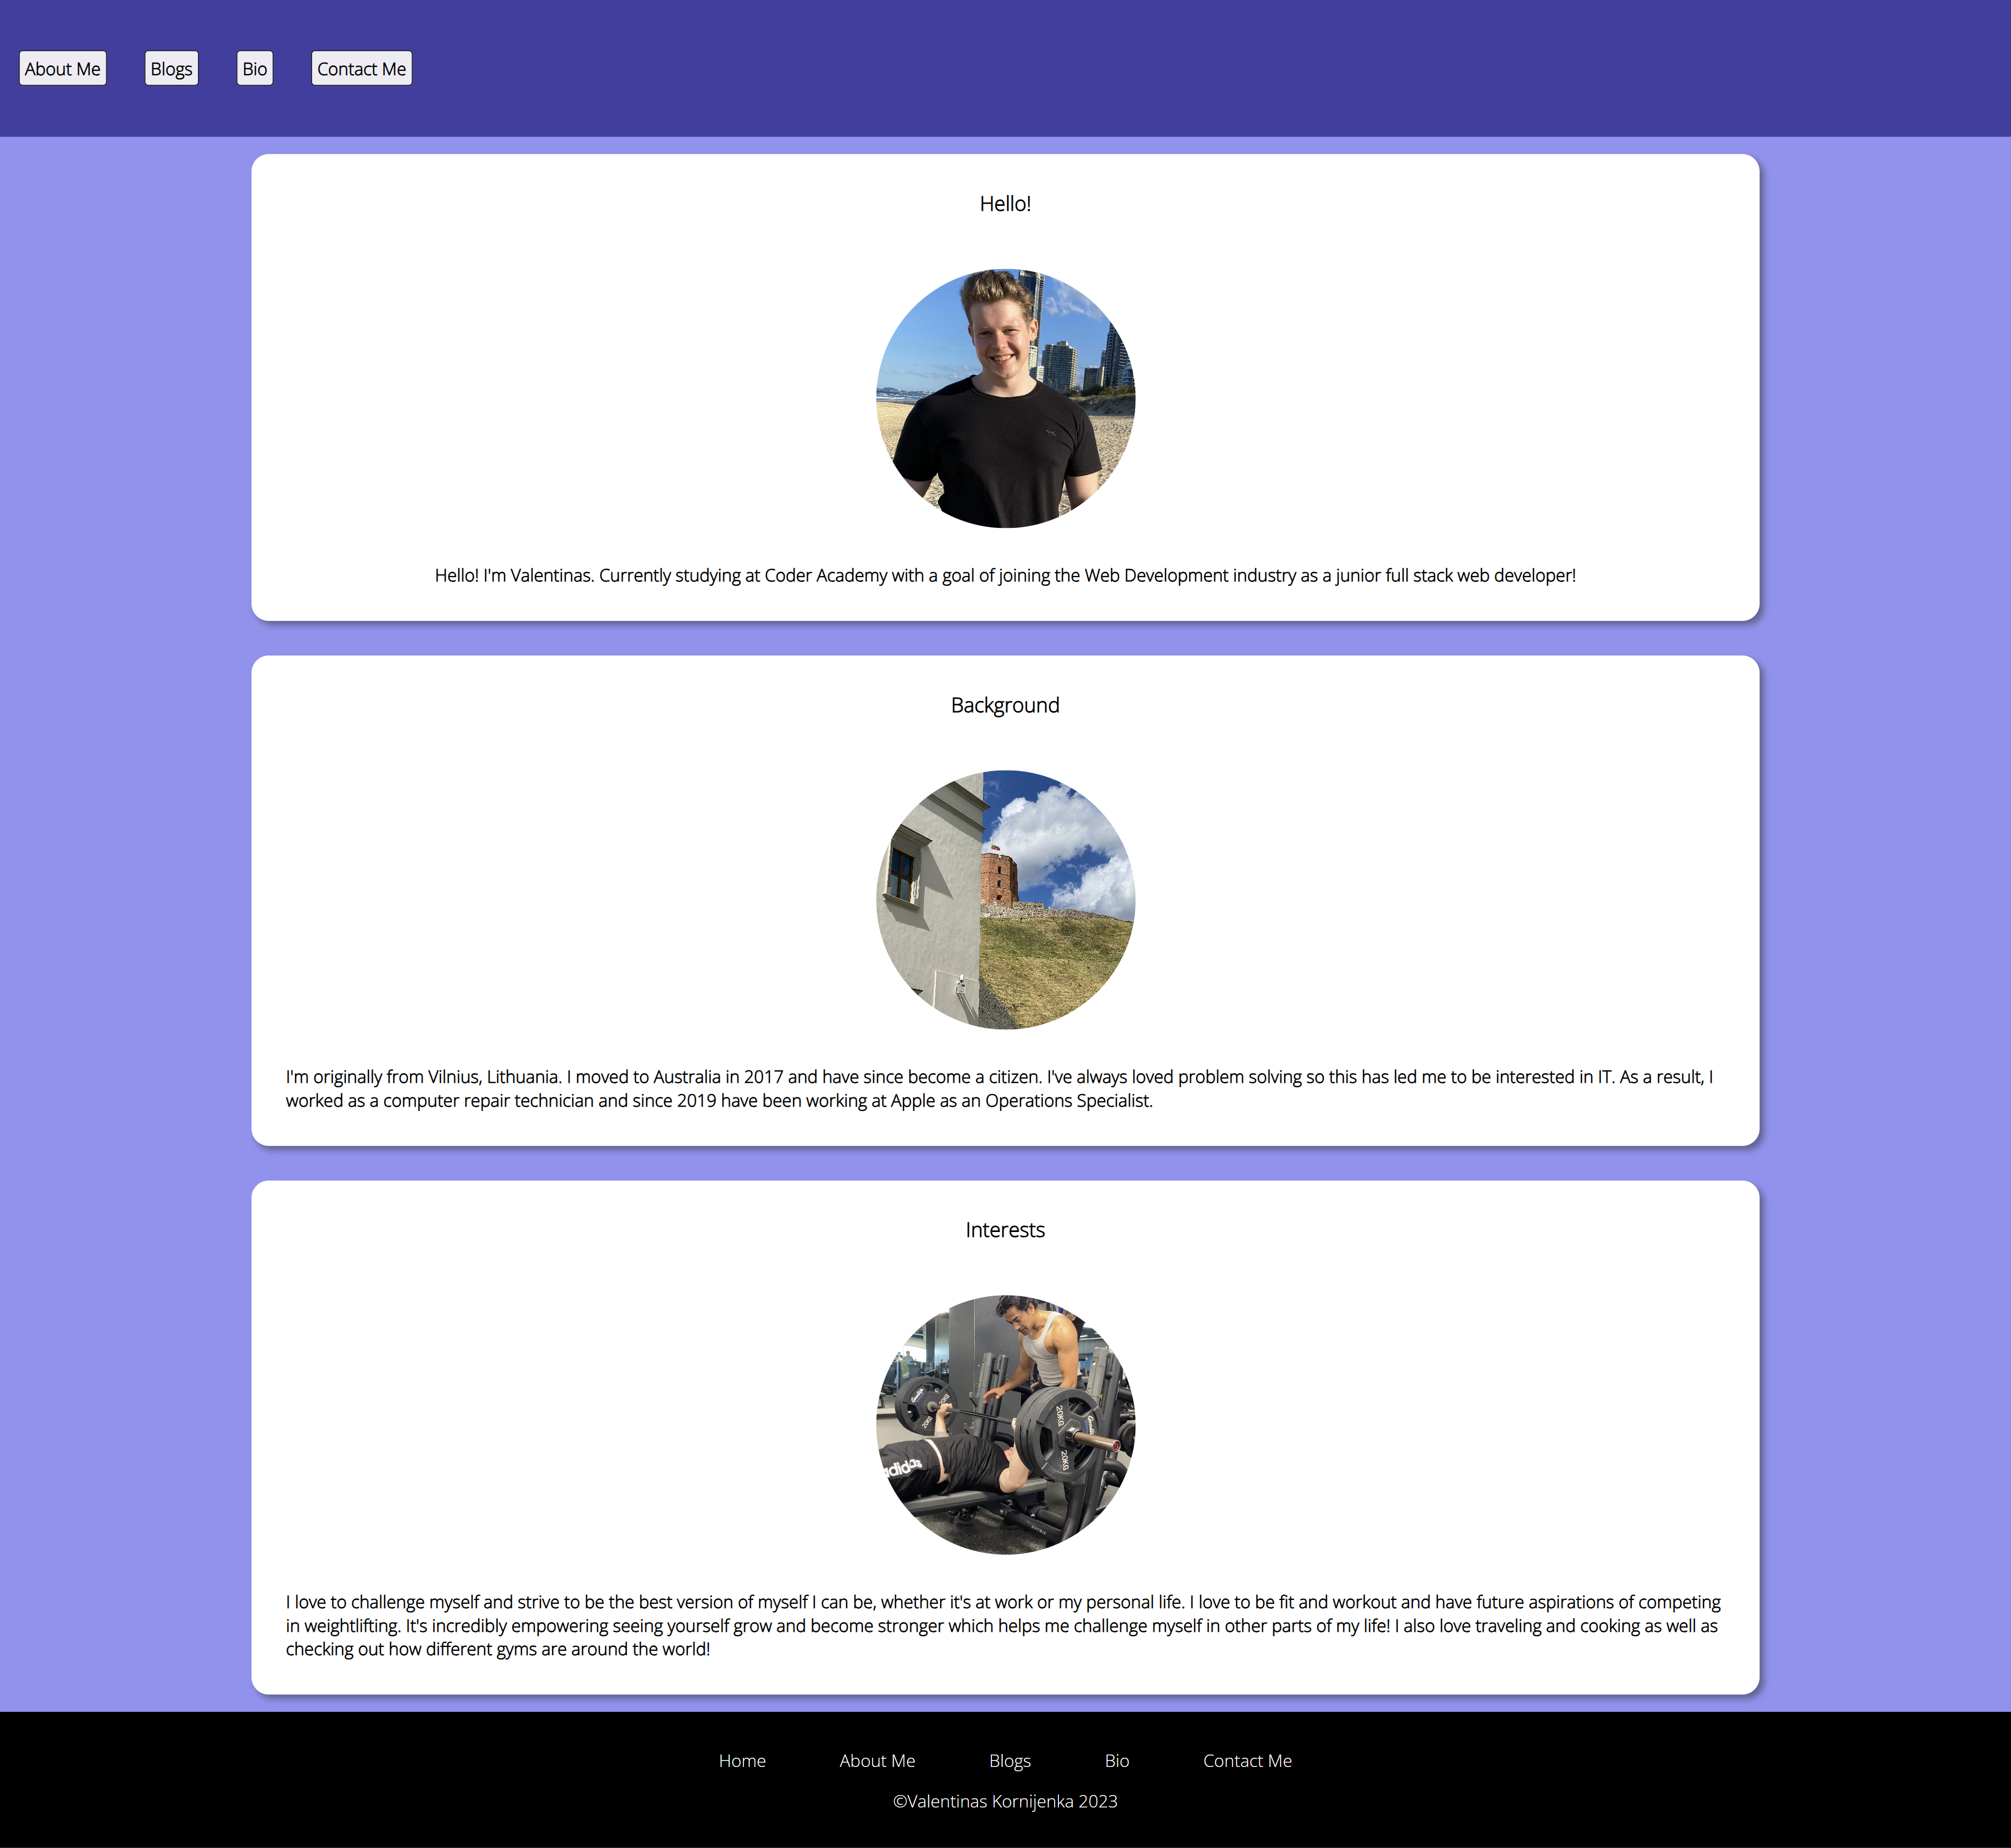 About Me Blogs Bio Contact Me
Hello!
Hello! I'm Valentinas. Currently studying at Coder Academy with a goal of joining the Web Development industry as a junior full stack web developer!
Background
I'm originally from Vilnius, Lithuania. I moved to Australia in 2017 and have since become a citizen. I've always loved problem solving so this has led me to be interested in IT. As a result, I
worked as a computer repair technician and since 2019 have been working at Apple as an Operations Specialist.
Interests
20KG
20KG
20KG
adidas
I love to challenge myself and strive to be the best version of myself I can be, whether it's at work or my personal life. I love to be fit and workout and have future aspirations of competing
in weightlifting. It's incredibly empowering seeing yourself grow and become stronger which helps me challenge myself in other parts of my life! I also love traveling and cooking as well as
checking out how different gyms are around the world!
Home About Me Blogs Bio Contact Me
©Valentinas Kornijenka 2023